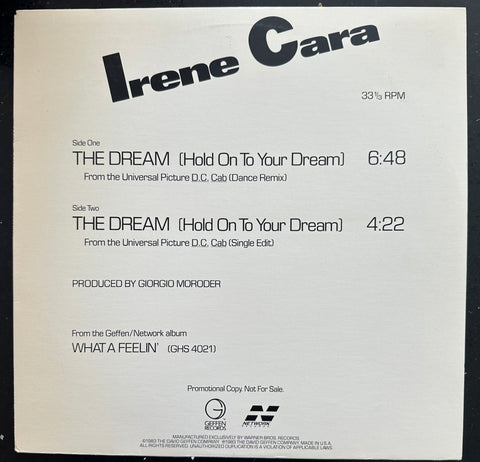 Irene Cara
33⅓ RPM
Side One
THE DREAM (Hold On To Your Dream) 6:48
From the Universal Picture D.C. Cab (Dance Remix)
Side Two
THE DREAM (Hold On To Your Dream) 4:22
From the Universal Picture D.C. Cab (Single Edit)
PRODUCED BY GIORGIO MORODER
From the Geffen/Network album
WHAT A FEELIN' (GHS 4021)
Promotional Copy. Not For Sale.
G N
GEFFEN NETWORK
RECORDS RECORDS
MANUFACTURED EXCLUSIVELY BY WARNER BROS. RECORDS
©1983 THE DAVID GEFFEN COMPANY. ℗1983 THE DAVID GEFFEN COMPANY. MADE IN U.S.A.
ALL RIGHTS RESERVED. UNAUTHORIZED DUPLICATION IS A VIOLATION OF APPLICABLE LAWS.